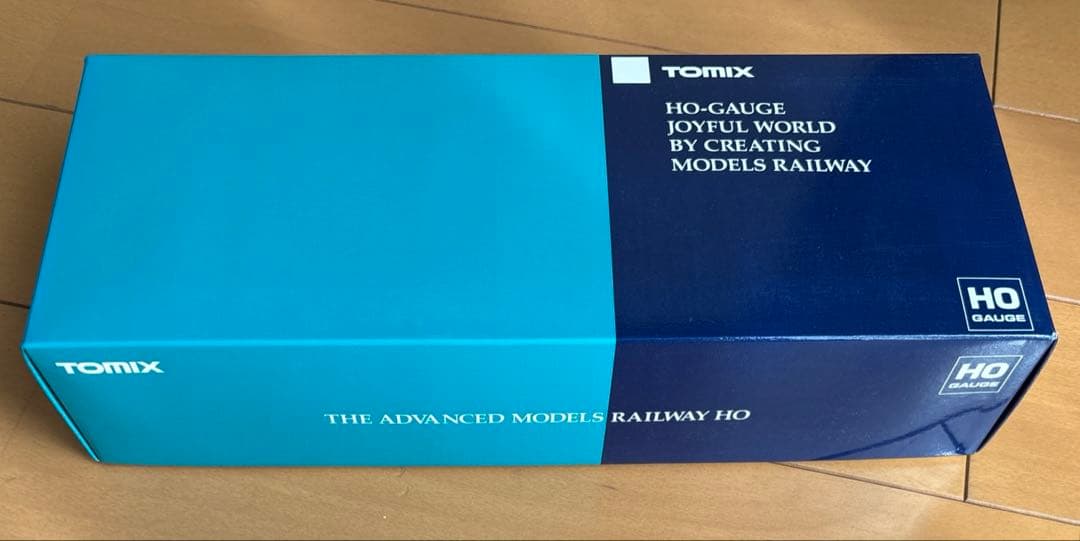 TOMIX
HO-GAUGE
JOYFUL WORLD
BY CREATING
MODELS RAILWAY
HO
GAUGE
TOMIX
HO
GAUGE
THE ADVANCED MODELS RAILWAY HO